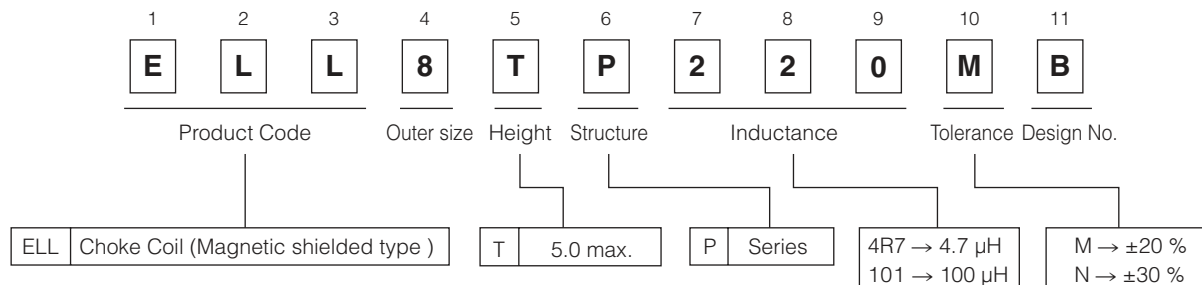 1 2 3 4 5 6 7 8 9 10 11
E L L 8 T P 2 2 0 M B
Product Code Outer size Height Structure Inductance Tolerance Design No.
ELL Choke Coil (Magnetic shielded type ) T 5.0 max. P Series 4R7 → 4.7 μH M → ±20 %
101 → 100 μH N → ±30 %